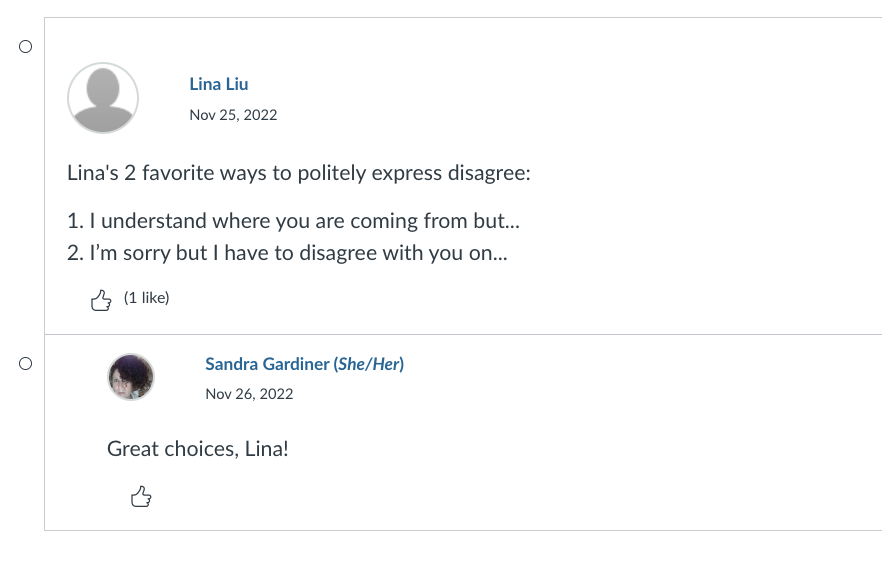 Lina Liu
Nov 25, 2022
Lina's 2 favorite ways to politely express disagree:
1. I understand where you are coming from but...
2. I’m sorry but I have to disagree with you on...
(1 like)
Sandra Gardiner (She/Her)
Nov 26, 2022
Great choices, Lina!